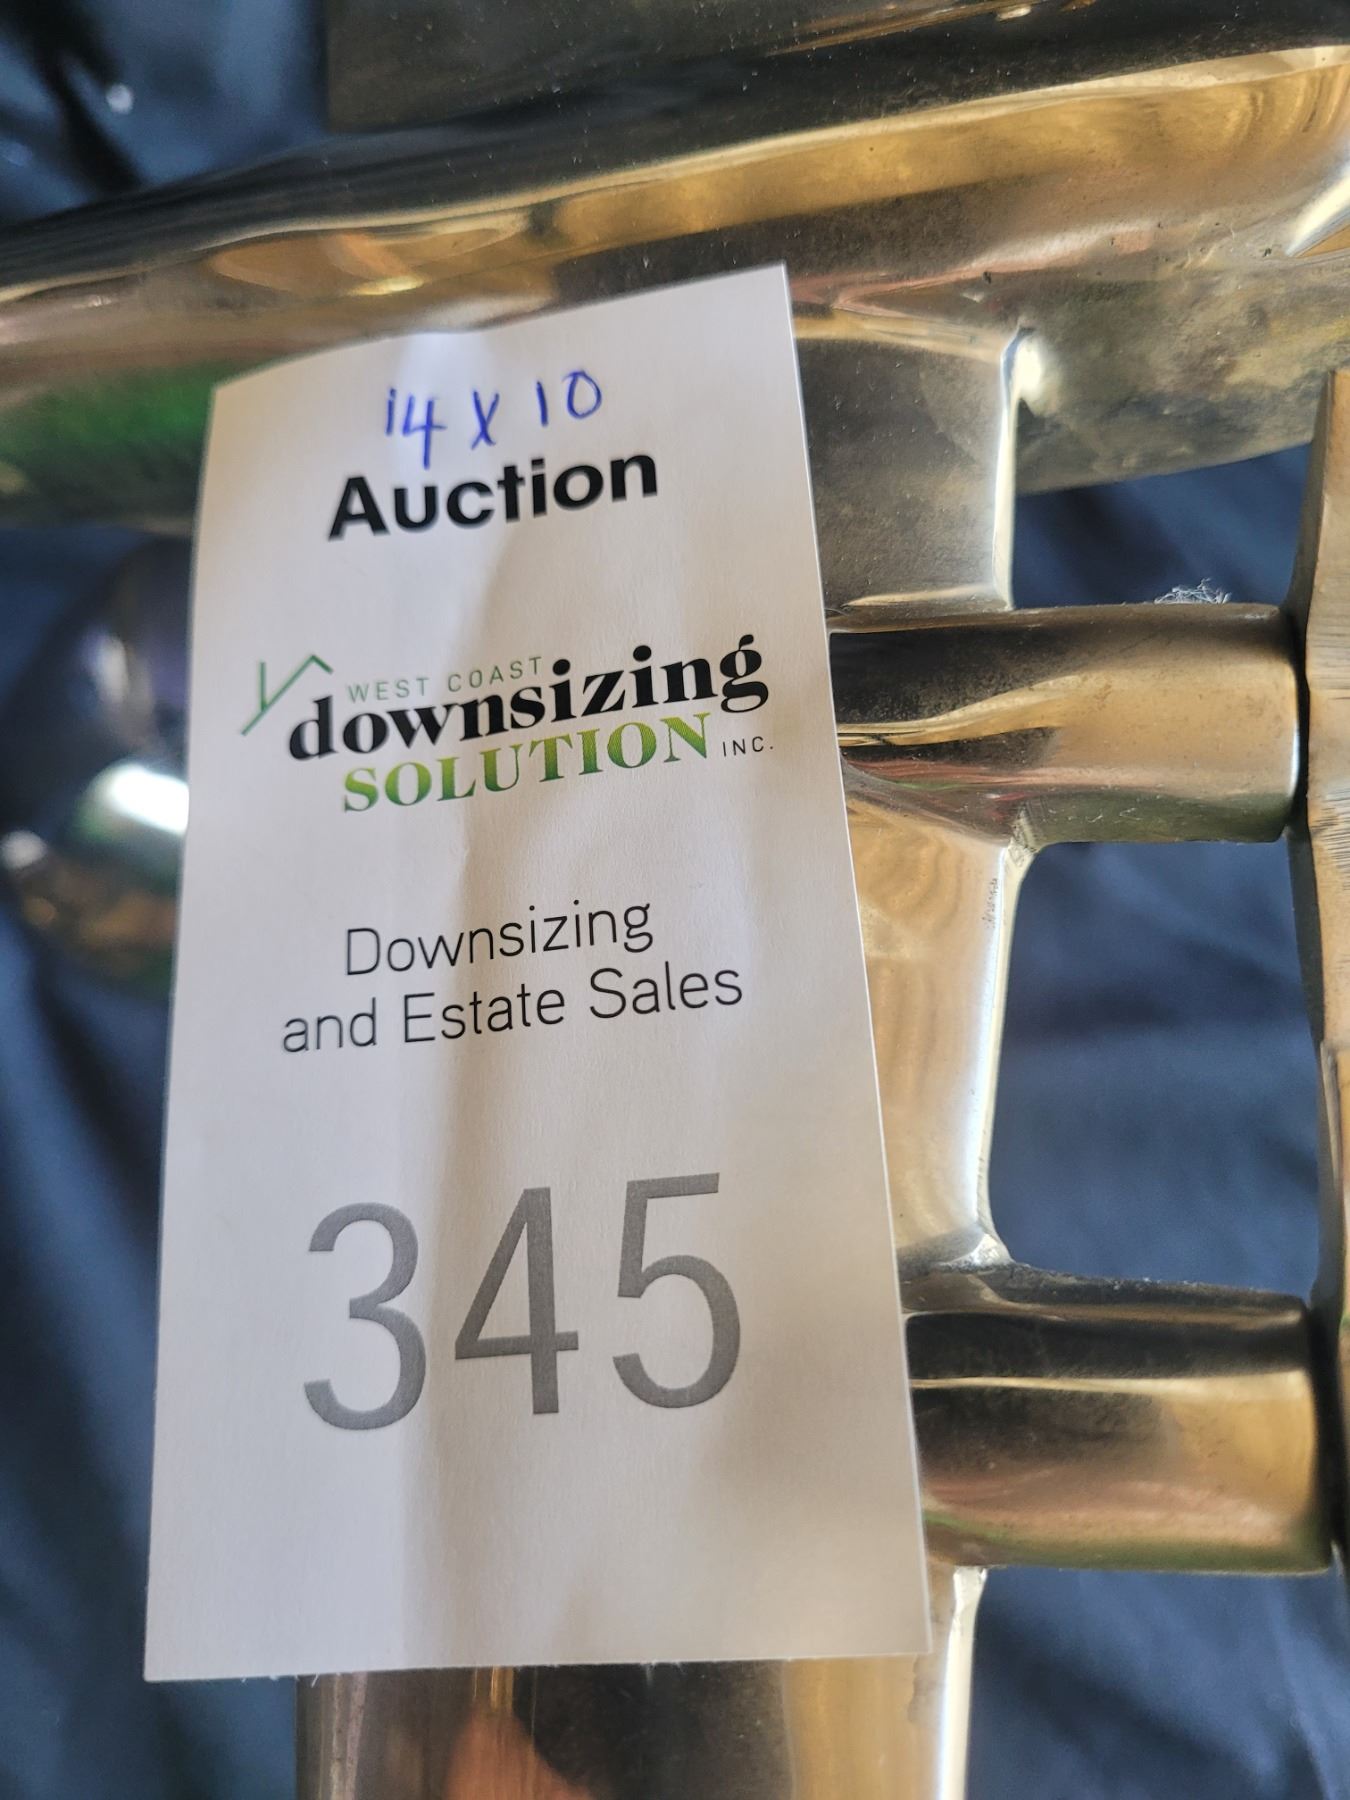 14 X 10
Auction
WEST COAST
downsizing
SOLUTION INC.
Downsizing
and Estate Sales
345